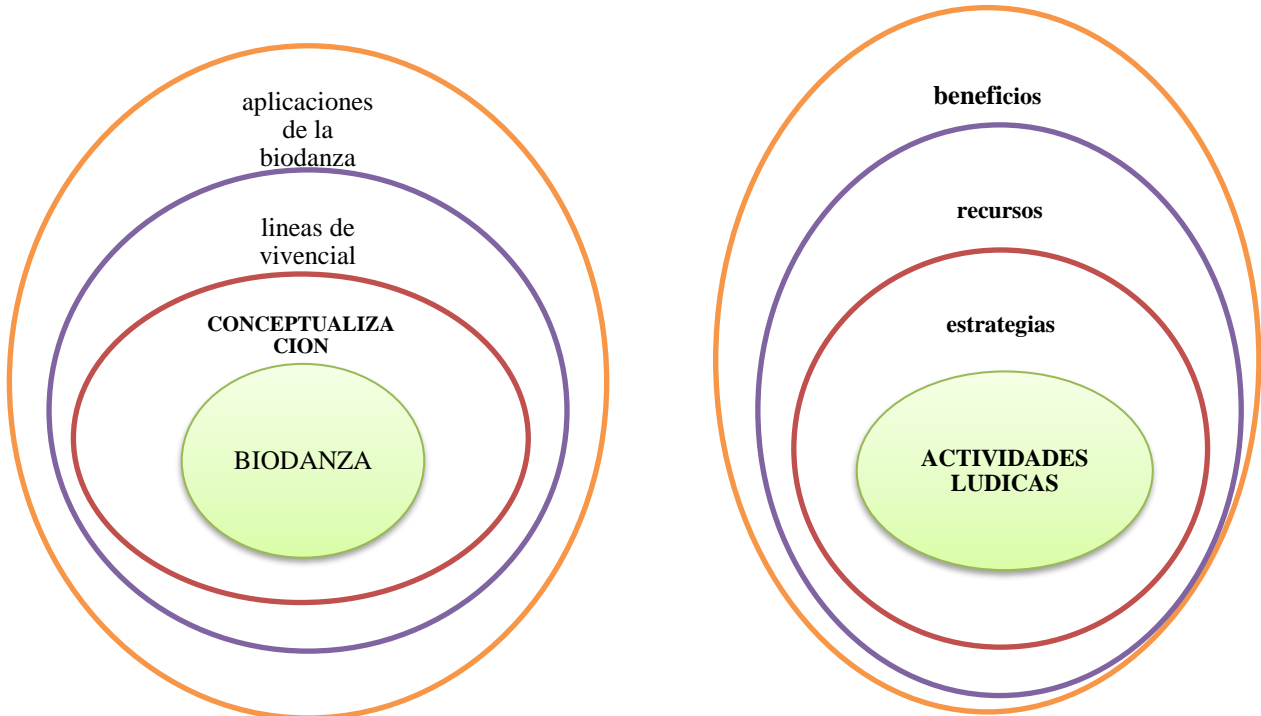 aplicaciones
de la
biodanza
lineas de
vivencial
CONCEPTUALIZA
CION
BIODANZA
beneficios
recursos
estrategias
ACTIVIDADES
LUDICAS